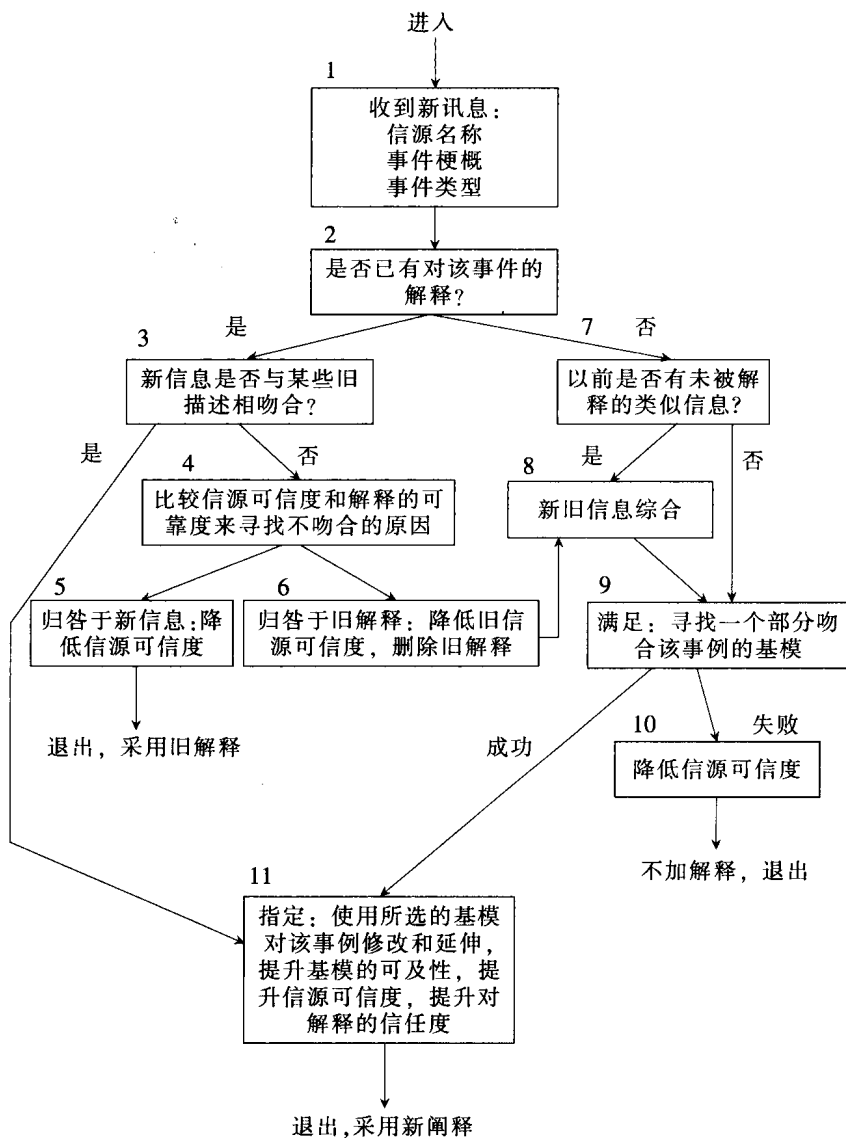 进入
1
收到新讯息：
信源名称
事件梗概
事件类型
2
是否已有对该事件的
解释？
是
否
3
新信息是否与某些旧
描述相吻合？
7
以前是否有未被解
释的类似信息？
是
否
是
否
4
比较信源可信度和解释的可
靠度来寻找不吻合的原因
8
新旧信息综合
5
归咎于新信息：降
低信源可信度
6
归咎于旧解释：降低旧信
源可信度，删除旧解释
9
满足：寻找一个部分吻
合该事例的基模
退出，采用旧解释
成功
失败
10
降低信源可信度
不加解释，退出
11
指定：使用所选的基模
对该事例修改和延伸，
提升基模的可及性，提
升信源可信度，提升对
解释的信任度
退出，采用新阐释